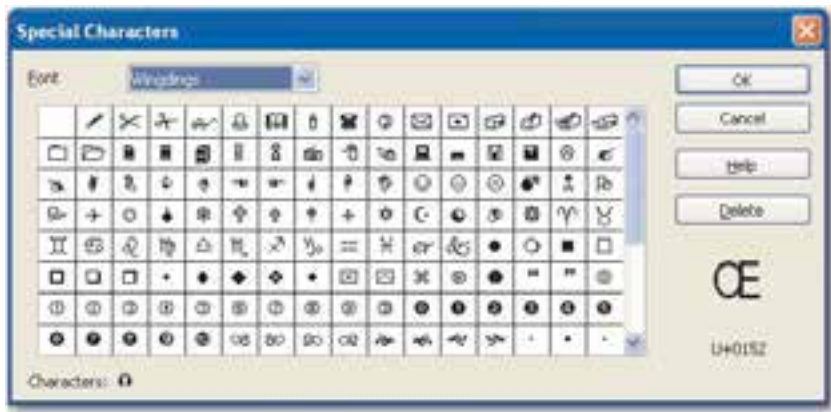 Special Characters
Font Wingdings
OK
Cancel
Help
Delete
Œ
U+0152
Characters: